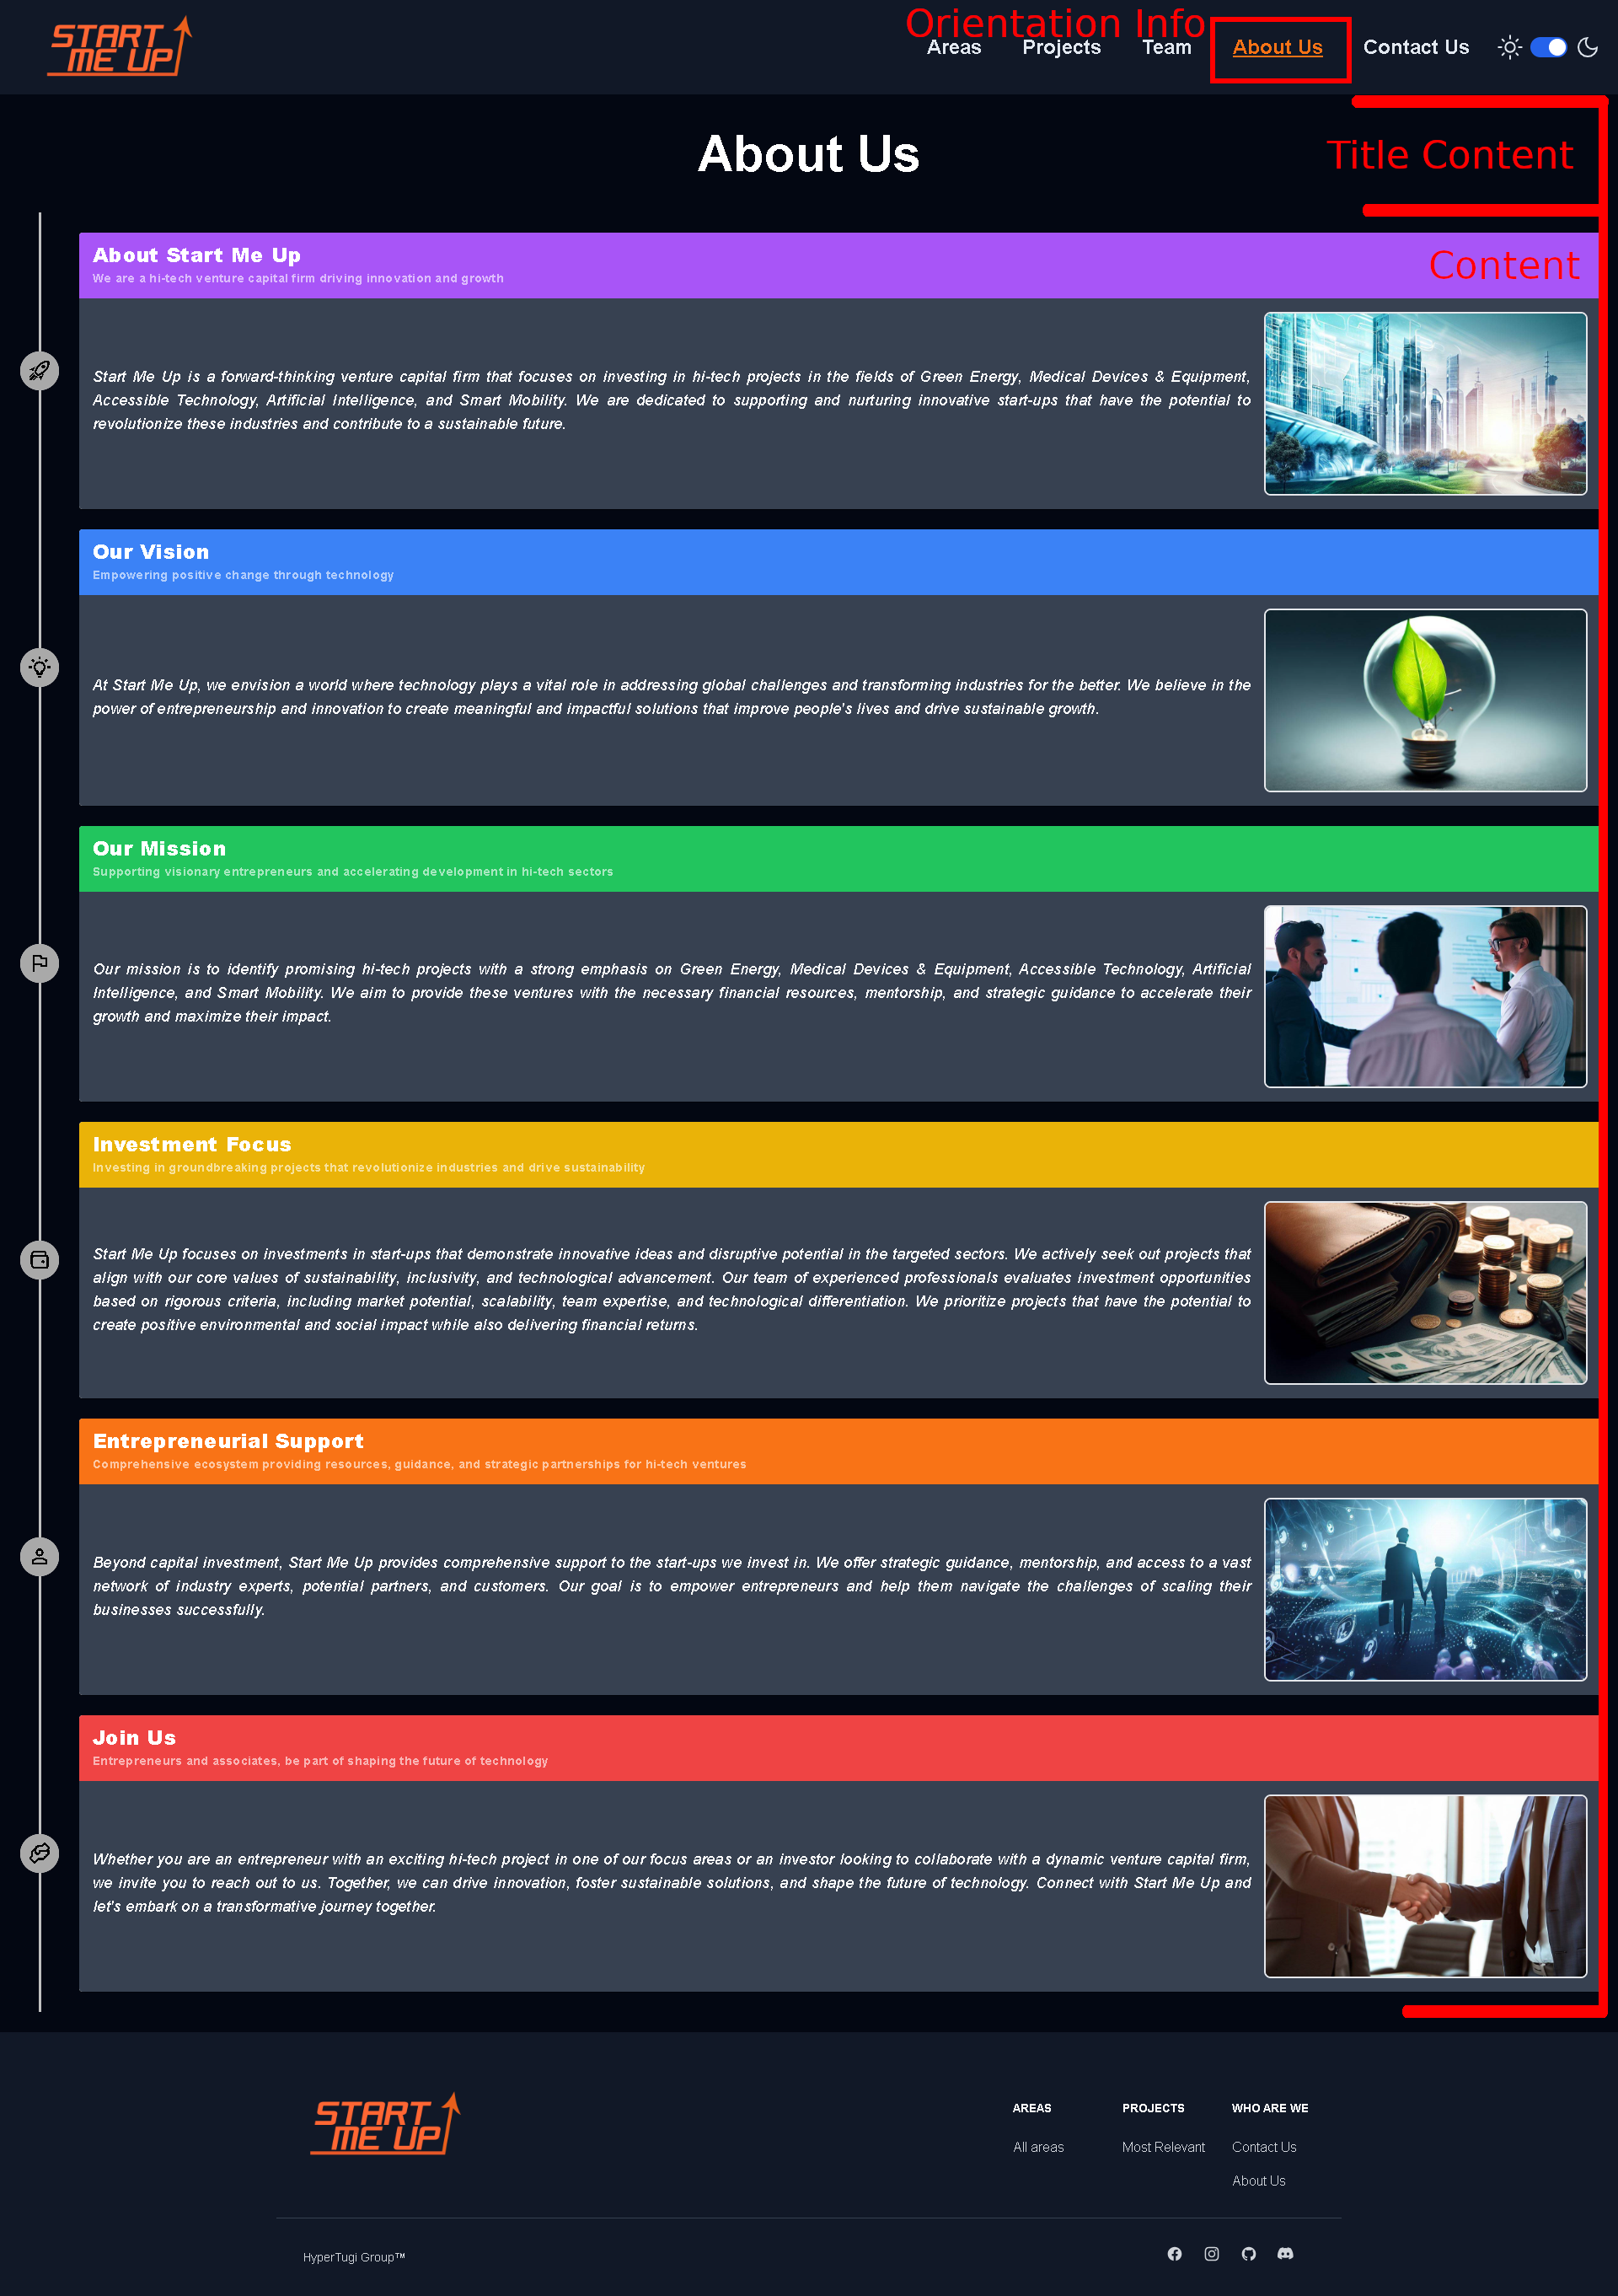 START
ME UP
Orientation Info
Areas Projects Team About Us Contact Us
About Us
Title Content
About Start Me Up
Content
We are a hi-tech venture capital firm driving innovation and growth
Start Me Up is a forward-thinking venture capital firm that focuses on investing in hi-tech projects in the fields of Green Energy, Medical Devices & Equipment,
Accessible Technology, Artificial Intelligence, and Smart Mobility. We are dedicated to supporting and nurturing innovative start-ups that have the potential to
revolutionize these industries and contribute to a sustainable future.
Our Vision
Empowering positive change through technology
At Start Me Up, we envision a world where technology plays a vital role in addressing global challenges and transforming industries for the better. We believe in the
power of entrepreneurship and innovation to create meaningful and impactful solutions that improve people's lives and drive sustainable growth.
Our Mission
Supporting visionary entrepreneurs and accelerating development in hi-tech sectors
Our mission is to identify promising hi-tech projects with a strong emphasis on Green Energy, Medical Devices & Equipment, Accessible Technology, Artificial
Intelligence, and Smart Mobility. We aim to provide these ventures with the necessary financial resources, mentorship, and strategic guidance to accelerate their
growth and maximize their impact.
Investment Focus
Investing in groundbreaking projects that revolutionize industries and drive sustainability
Start Me Up focuses on investments in start-ups that demonstrate innovative ideas and disruptive potential in the targeted sectors. We actively seek out projects that
align with our core values of sustainability, inclusivity, and technological advancement. Our team of experienced professionals evaluates investment opportunities
based on rigorous criteria, including market potential, scalability, team expertise, and technological differentiation. We prioritize projects that have the potential to
create positive environmental and social impact while also delivering financial returns.
Entrepreneurial Support
Comprehensive ecosystem providing resources, guidance, and strategic partnerships for hi-tech ventures
Beyond capital investment, Start Me Up provides comprehensive support to the start-ups we invest in. We offer strategic guidance, mentorship, and access to a vast
network of industry experts, potential partners, and customers. Our goal is to empower entrepreneurs and help them navigate the challenges of scaling their
businesses successfully.
Join Us
Entrepreneurs and associates, be part of shaping the future of technology
Whether you are an entrepreneur with an exciting hi-tech project in one of our focus areas or an investor looking to collaborate with a dynamic venture capital firm,
we invite you to reach out to us. Together, we can drive innovation, foster sustainable solutions, and shape the future of technology. Connect with Start Me Up and
let's embark on a transformative journey together.
START
ME UP
AREAS PROJECTS WHO ARE WE
All areas Most Relevant Contact Us
About Us
HyperTugi Group™